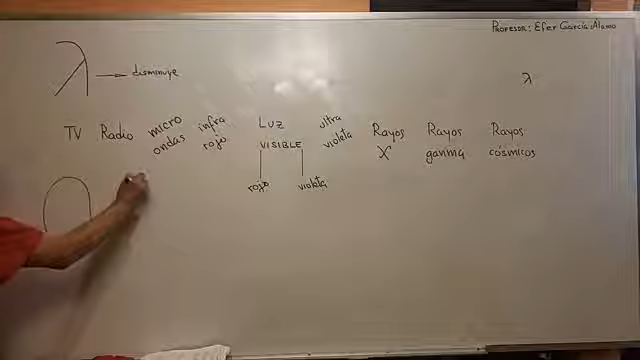 PROFESOR: Efer García Alamo
λ → disminuye
λ
TV Radio micro ondas infra rojo LUZ VISIBLE ultra violeta Rayos X Rayos gamma Rayos cósmicos
rojo violeta